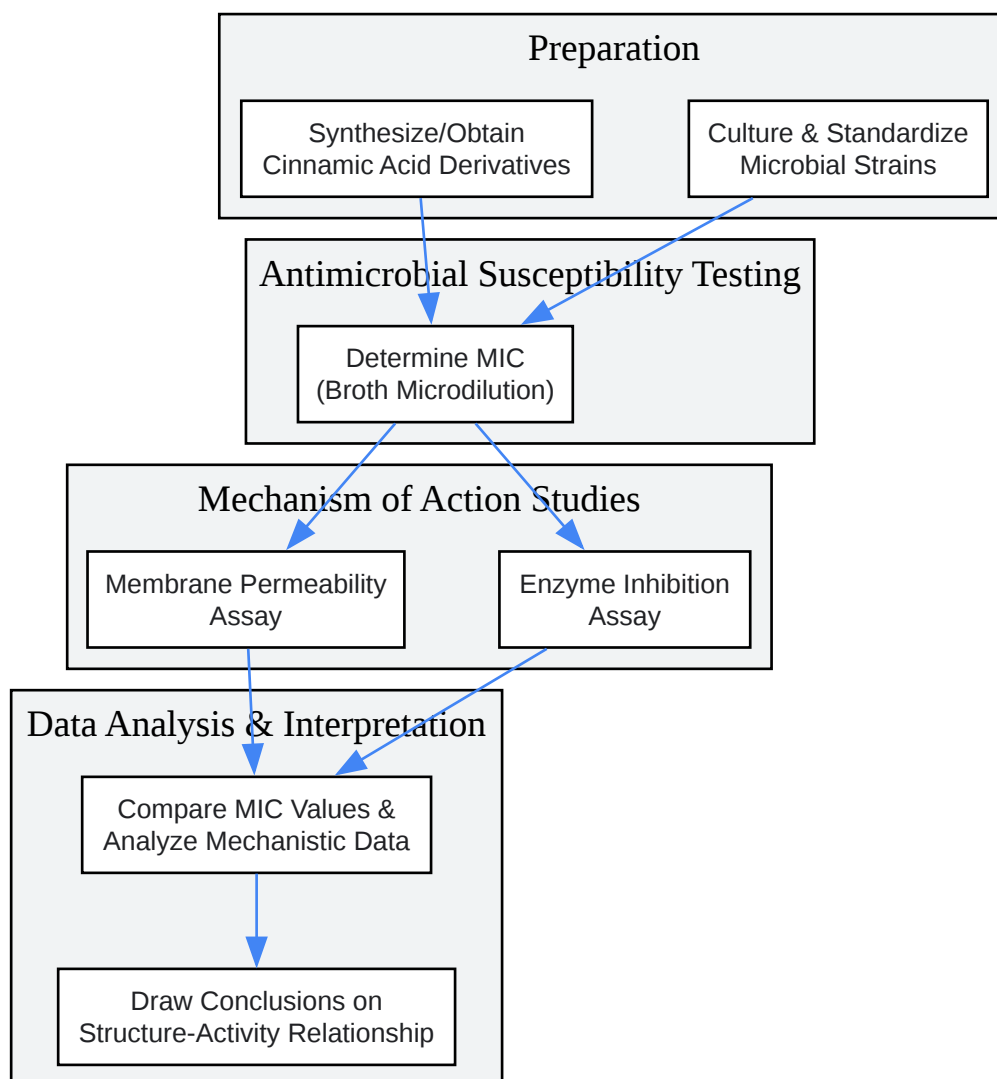 Preparation
Synthesize/Obtain
Cinnamic Acid Derivatives
Culture & Standardize
Microbial Strains
Antimicrobial Susceptibility Testing
Determine MIC
(Broth Microdilution)
Mechanism of Action Studies
Membrane Permeability
Assay
Enzyme Inhibition
Assay
Data Analysis & Interpretation
Compare MIC Values &
Analyze Mechanistic Data
Draw Conclusions on
Structure-Activity Relationship